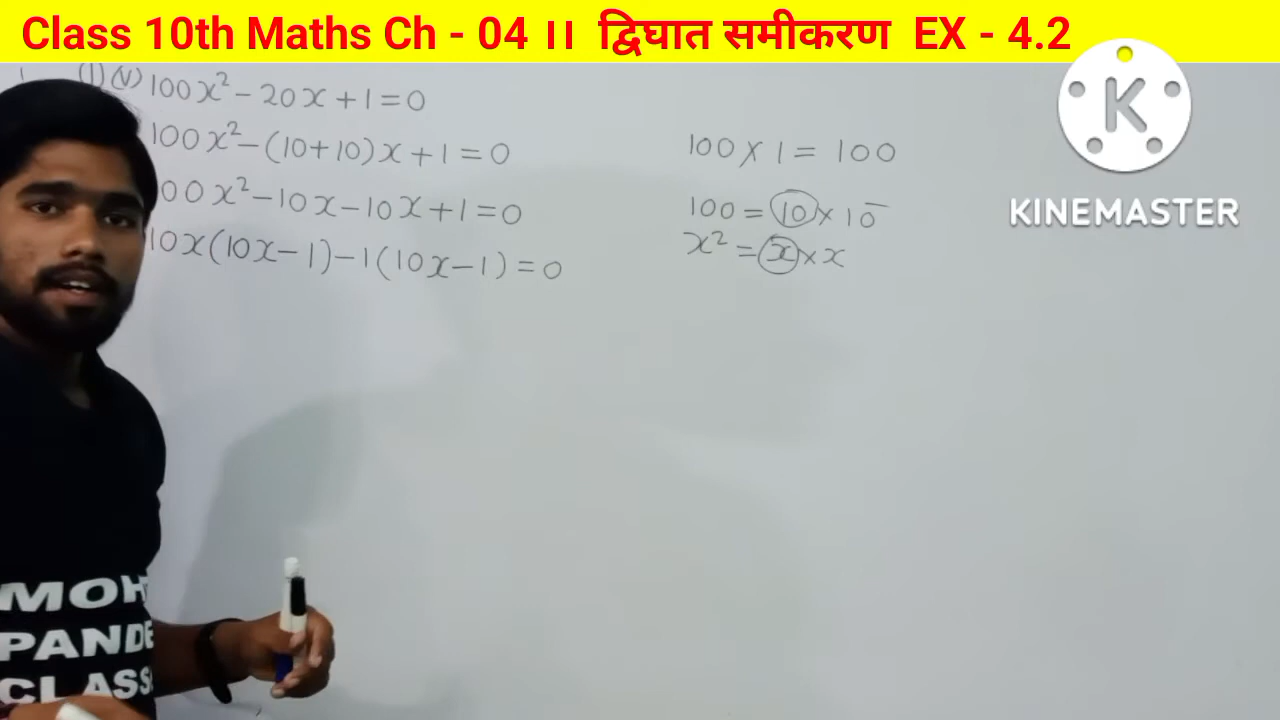 Class 10th Maths Ch - 04 ।। द्विघात समीकरण EX - 4.2
(V) 100x² - 20x + 1 = 0
100x² - (10+10)x + 1 = 0
00x² - 10x - 10x + 1 = 0
10x(10x - 1) - 1(10x - 1) = 0
100 × 1 = 100
100 = 10 × 10
x² = x × x
KINEMASTER
MOH
PANDE
CLASS